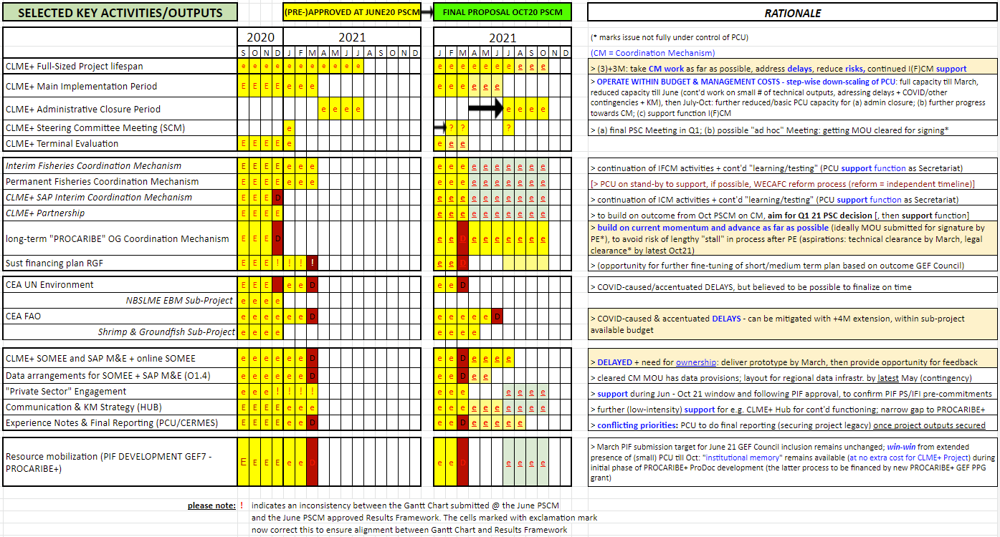 SELECTED KEY ACTIVITIES/OUTPUTS (PRE-)APPROVED AT JUNE20 PSCM FINAL PROPOSAL OCT20 PSCM RATIONALE
2020 2021 2021 (* marks issue not fully under control of PCU)
S O N D J F M A M J J A S O N D J F M A M J J A S O N D (CM = Coordination Mechanism)
CLME+ Full-Sized Project lifespan e e e e e e e e e e e e e e e e e e e e e > (3)+3M: take CM work as far as possible, address delays, reduce risks, continued I(F)CM support
CLME+ Main Implementation Period E E E E e e e e e e e e e > OPERATE WITHIN BUDGET & MANAGEMENT COSTS - step-wise down-scaling of PCU: full capacity till March,
reduced capacity till June (cont'd work on small # of technical outputs, adressing delays + COVID/other
contingencies + KM), then July-Oct: further reduced/basic PCU capacity for (a) admin closure; (b) further progress
towards CM; (c) support function I(F)CM
CLME+ Administrative Closure Period e e e e e e e e
CLME+ Steering Committee Meeting (SCM) e ? ? ? > (a) final PSC Meeting in Q1; (b) possible "ad hoc" Meeting: getting MOU cleared for signing*
CLME+ Terminal Evaluation E E E E e e e e
Interim Fisheries Coordination Mechanism E E E E e e e e e e e e e e e e e > continuation of IFCM activities + cont'd "learning/testing" (PCU support function as Secretariat)
Permanent Fisheries Coordination Mechanism E E E E e e e e e e e e e e e e e [> PCU on stand-by to support, if possible, WECAFC reform process (reform = independent timeline)]
CLME+ SAP Interim Coordination Mechanism E E E D e e e e e e e e e e > continuation of ICM activities + cont'd "learning/testing" (PCU support function as Secretariat)
CLME+ Partnership E E E E e e e e e e e e e e > to build on outcome from Oct PSCM on CM, aim for Q1 21 PSC decision [, then support function]
long-term "PROCARIBE" OG Coordination Mechanism E E E D e e D e e e e e e e > build on current momentum and advance as far as possible (ideally MOU submitted for signature by
PE*), to avoid risk of lengthy "stall" in process after PE (aspirations: technical clearance by March, legal
clearance* by latest Oct21)
Sust financing plan RGF E E E ! ! ! ! e e D > (opportunity for further fine-tuning of short/medium term plan based on outcome GEF Council)
CEA UN Environment E E E e e D e e D > COVID-caused/accentuated DELAYS, but believed to be possible to finalize on time
NBSLME EBM Sub-Project e e e e
CEA FAO e e e e e e D e e e e e D > COVID-caused & accentuated DELAYS - can be mitigated with +4M extension, within sub-project
available budget
Shrimp & Groundfish Sub-Project e e e e e e e e
CLME+ SOMEE and SAP M&E + online SOMEE e e e e e e D e e D e e e e > DELAYED + need for ownership: deliver prototype by March, then provide opportunity for feedback
Data arrangements for SOMEE + SAP M&E (O1.4) e e e e e e D e e D e e > cleared CM MOU has data provisions; layout for regional data infrastr. by latest May (contingency)
"Private Sector" Engagement e e e ! ! ! ! e e e e e e e > support during Jun - Oct 21 window and following PIF approval, to confirm PIF PS/IFI pre-commitments
Communication & KM Strategy (HUB) E E E E e e e e e e e e e e e e e > further (low-intensity) support for e.g. CLME+ Hub for cont'd functioning; narrow gap to PROCARIBE+
Experience Notes & Final Reporting (PCU/CERMES) E E E E e e D e e D e e e e e > conflicting priorities: PCU to do final reporting (securing project legacy) once project outputs secured
Resource mobilization (PIF DEVELOPMENT GEF7 -
PROCARIBE+) E E E E e e D e e D e e e e > March PIF submission target for June 21 GEF Council inclusion remains unchanged; win-win from extended
presence of (small) PCU till Oct: "institutional memory" remains available (at no extra cost for CLME+ Project) during
initial phase of PROCARIBE+ ProDoc development (the latter process to be financed by new PROCARIBE+ GEF PPG
grant)
please note: ! indicates an inconsistency between the Gantt Chart submitted @ the June PSCM
and the June PSCM approved Results Framework. The cells marked with exclamation mark
now correct this to ensure alignment between Gantt Chart and Results Framework